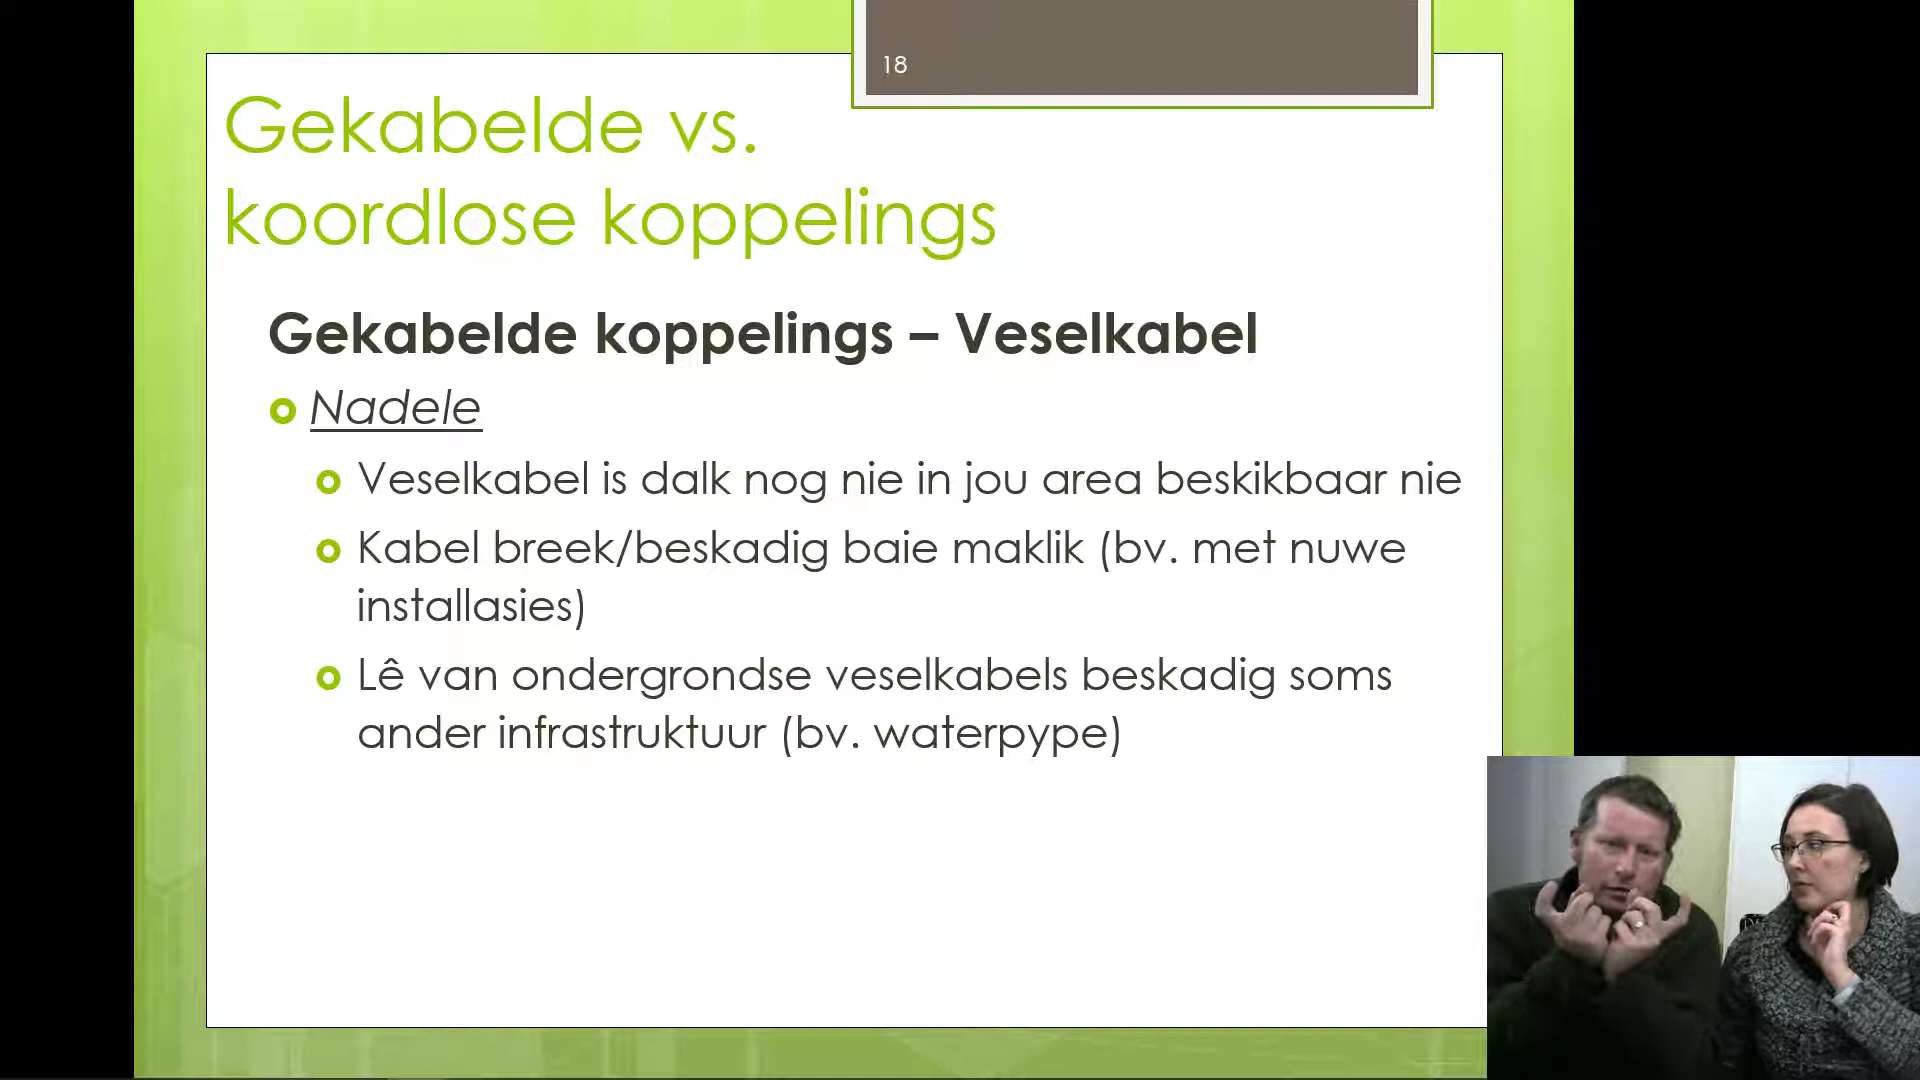 18
Gekabelde vs.
koordlose koppelings
Gekabelde koppelings – Veselkabel
Nadele
Veselkabel is dalk nog nie in jou area beskikbaar nie
Kabel breek/beskadig baie maklik (bv. met nuwe
installasies)
Lê van ondergrondse veselkabels beskadig soms
ander infrastruktuur (bv. waterpype)